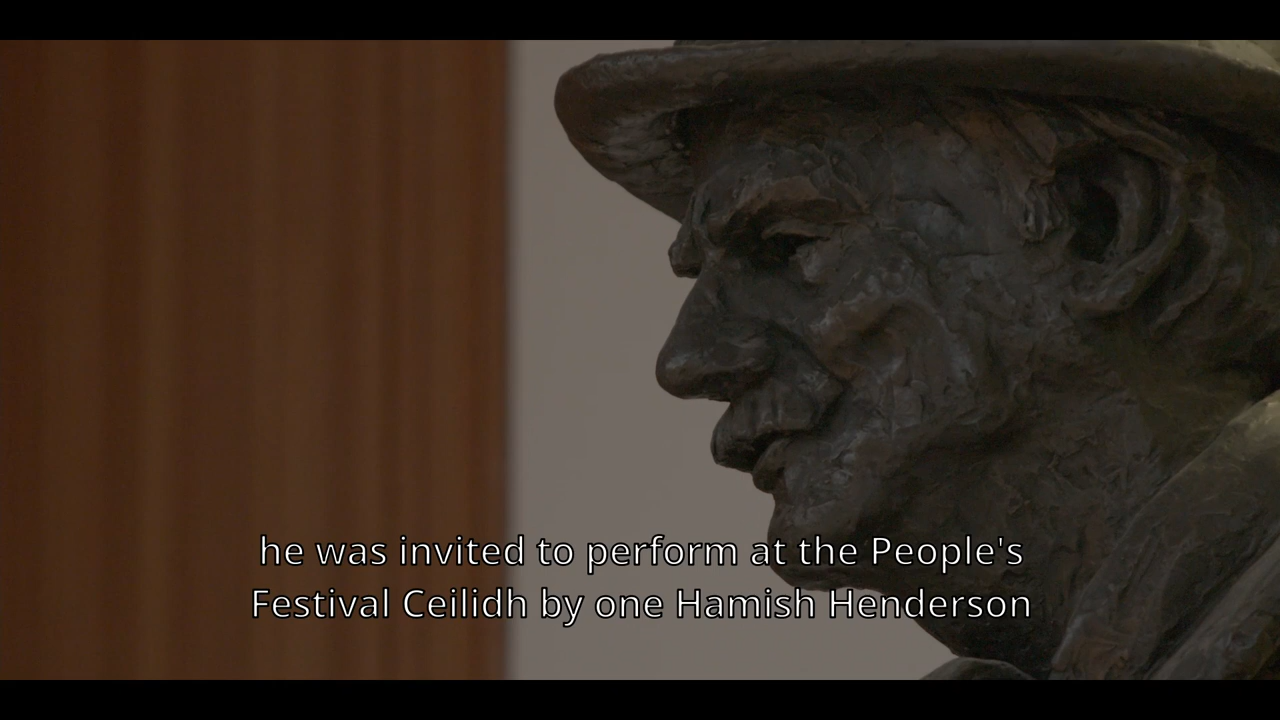 he was invited to perform at the People's
Festival Ceilidh by one Hamish Henderson